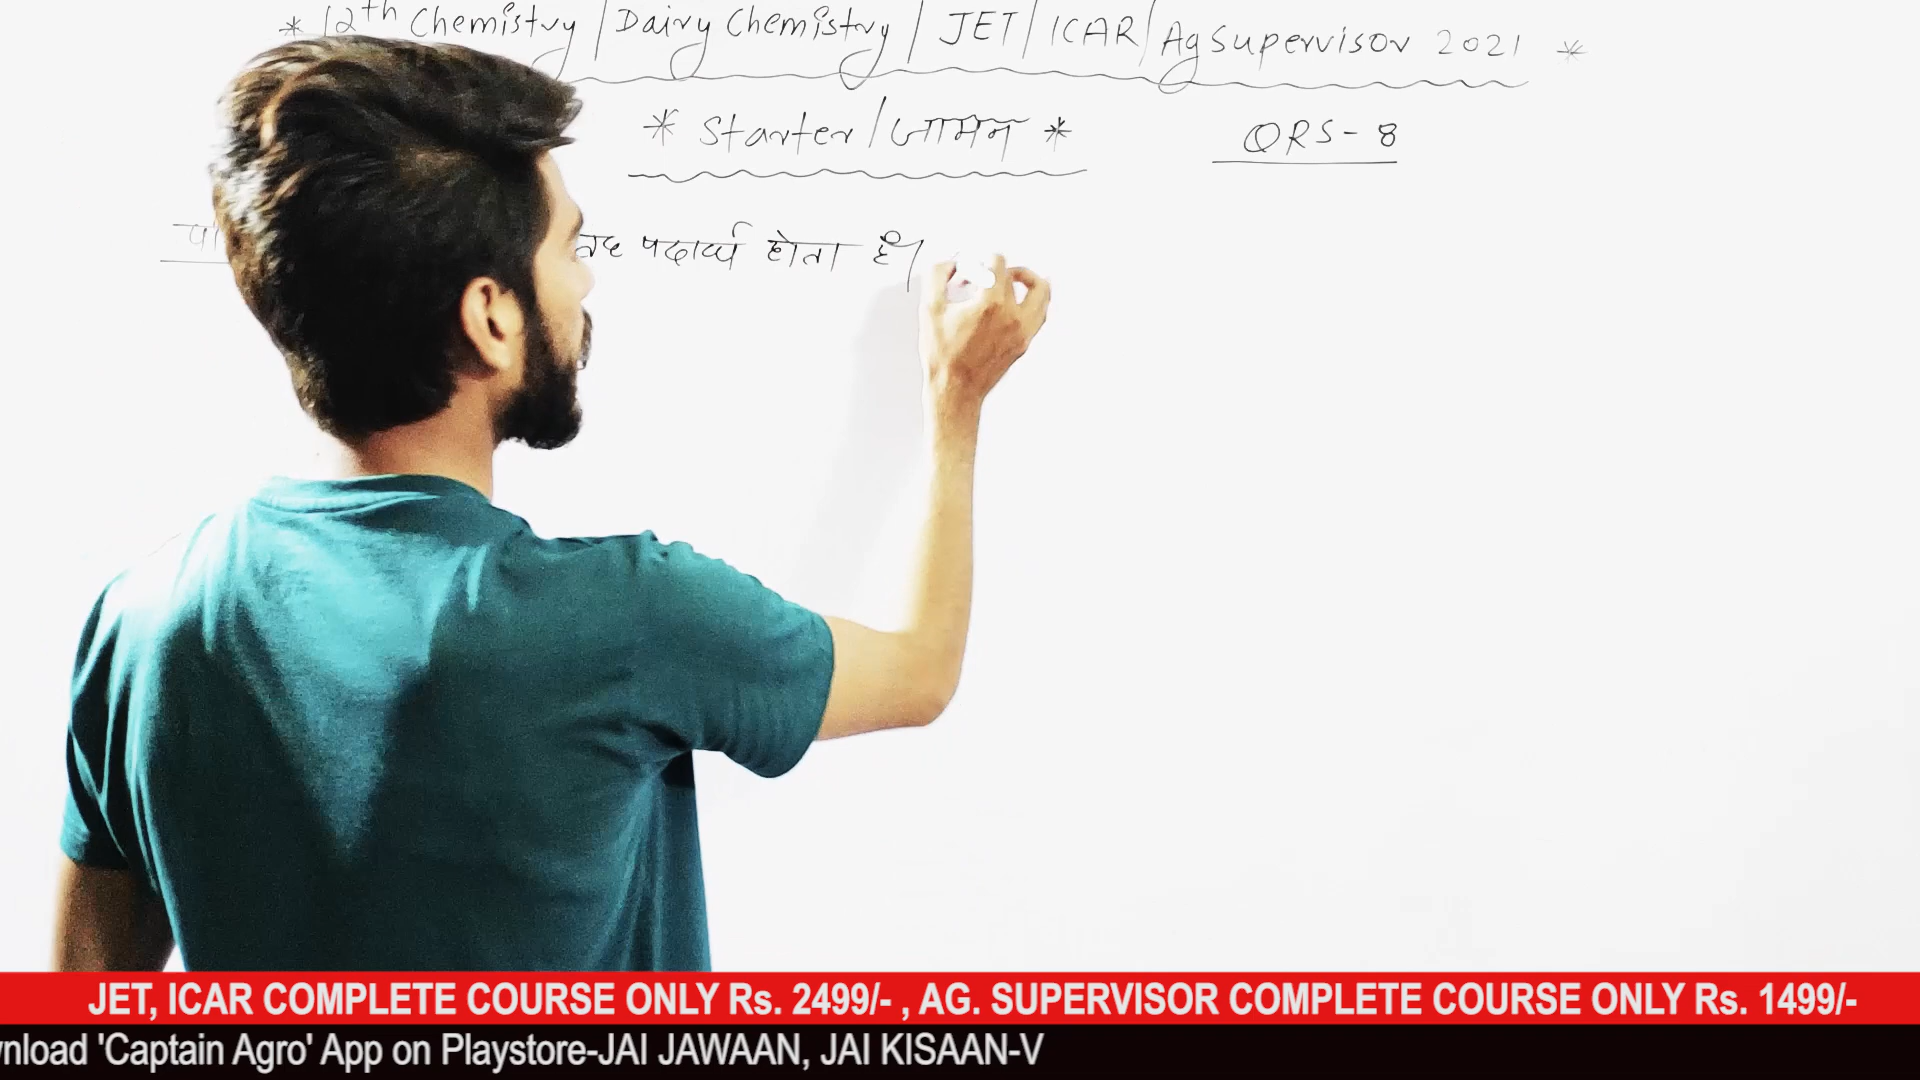 * 12th Chemistry / Dairy Chemistry / JET / ICAR / Ag Supervisor 2021 *
* Starter / जामन *
QRS - 8
पदार्थ होता है।
JET, ICAR COMPLETE COURSE ONLY Rs. 2499/- , AG. SUPERVISOR COMPLETE COURSE ONLY Rs. 1499/-
wnload 'Captain Agro' App on Playstore-JAI JAWAAN, JAI KISAAN-V